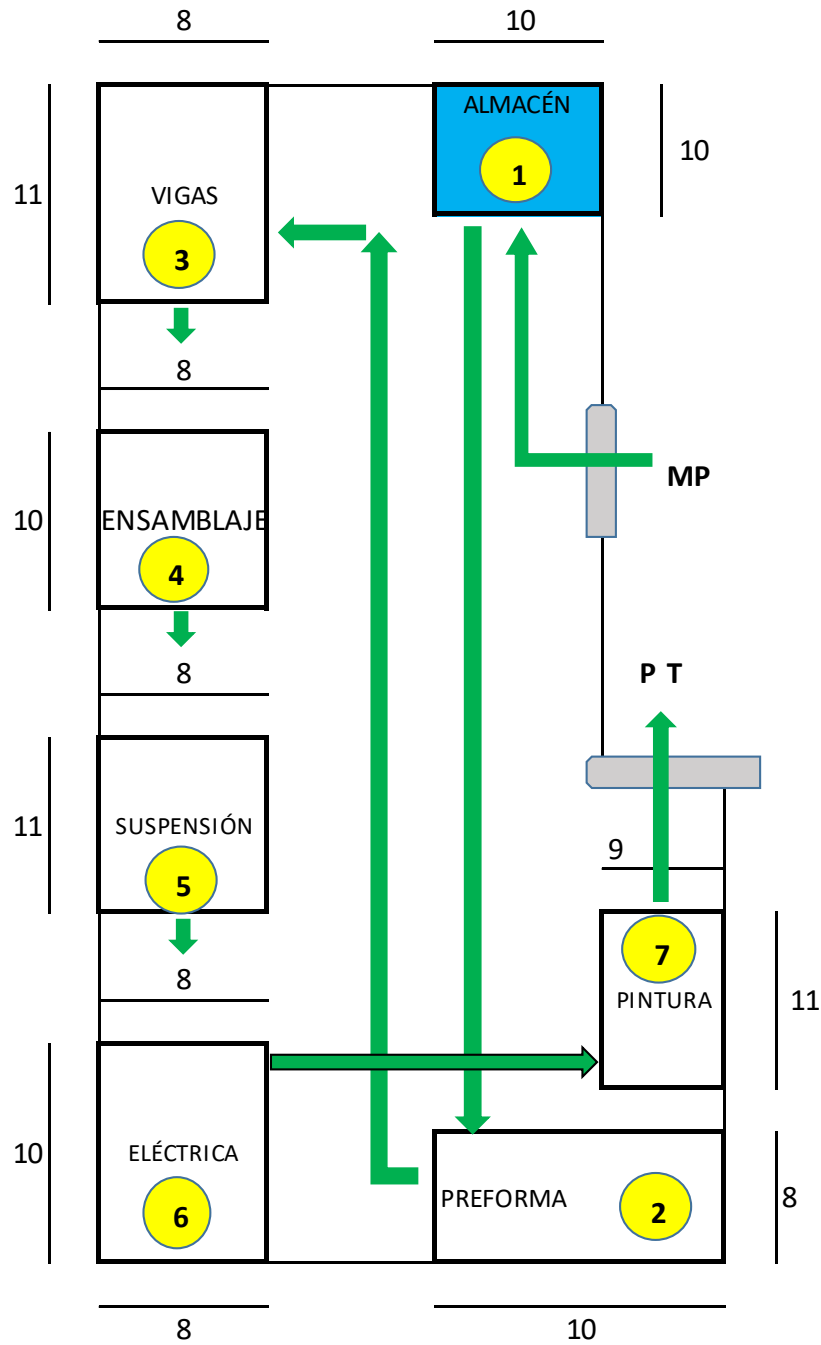 8
10
ALMACÉN
1
10
11
VIGAS
3
8
10
ENSAMBLAJE
4
MP
8
P T
11
SUSPENSIÓN
5
9
8
7
PINTURA
11
10
ELÉCTRICA
6
PREFORMA
2
8
8
10